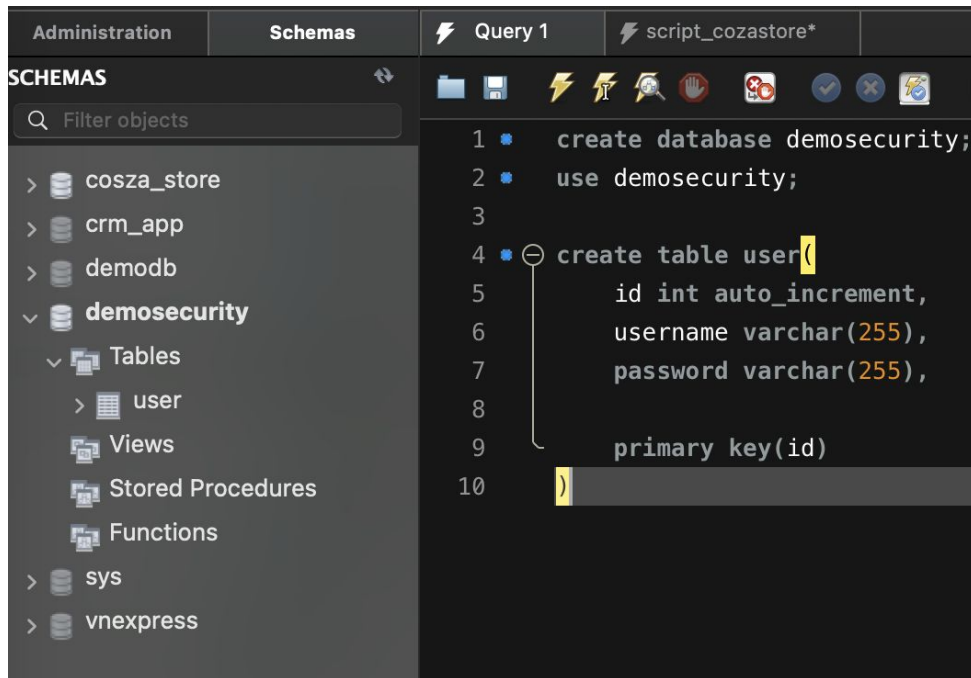 Administration
Schemas
Query 1
script_cozastore*
SCHEMAS
Filter objects
cosza_store
crm_app
demodb
demosecurity
Tables
user
Views
Stored Procedures
Functions
sys
vnexpress
1 create database demosecurity;
2 use demosecurity;
3
4 create table user(
5 id int auto_increment,
6 username varchar(255),
7 password varchar(255),
8
9 primary key(id)
10 )